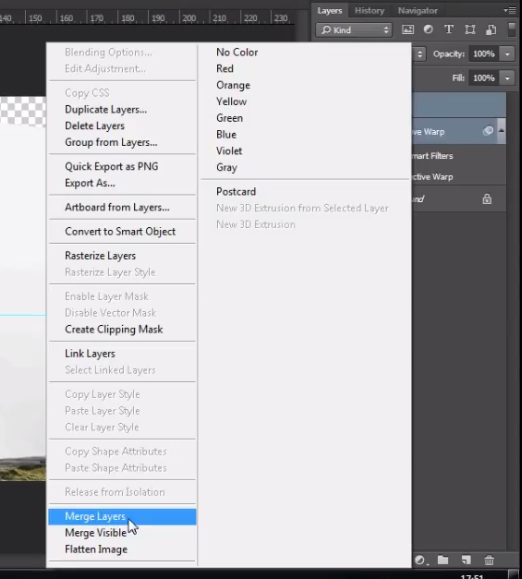 Layers History Navigator
140 150 160 170 180 190 200 210 220 230
Kind
Opacity: 100%
Fill: 100%
Blending Options...
Edit Adjustment...
Copy CSS
Duplicate Layers...
Delete Layers
Group from Layers...
Quick Export as PNG
Export As...
Artboard from Layers...
Convert to Smart Object
Rasterize Layers
Rasterize Layer Style
Enable Layer Mask
Disable Vector Mask
Create Clipping Mask
Link Layers
Select Linked Layers
Copy Layer Style
Paste Layer Style
Clear Layer Style
Copy Shape Attributes
Paste Shape Attributes
Release from Isolation
Merge Layers
Merge Visible
Flatten Image
No Color
Red
Orange
Yellow
Green
Blue
Violet
Gray
Postcard
New 3D Extrusion from Selected Layer
New 3D Extrusion
ve Warp
mart Filters
ctive Warp
nd
17:51